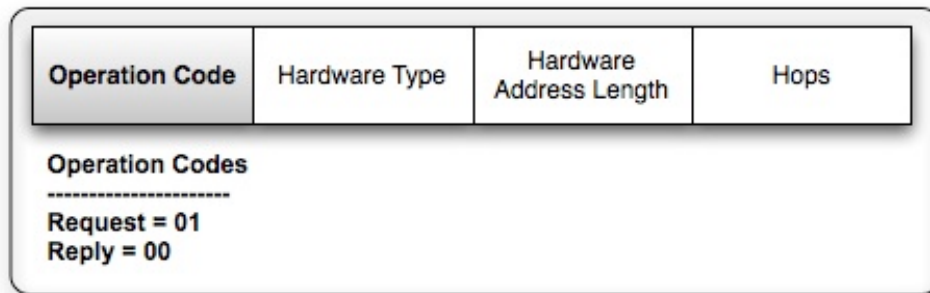 Operation Code Hardware Type Hardware Address Length Hops
Operation Codes
----------------------
Request = 01
Reply = 00